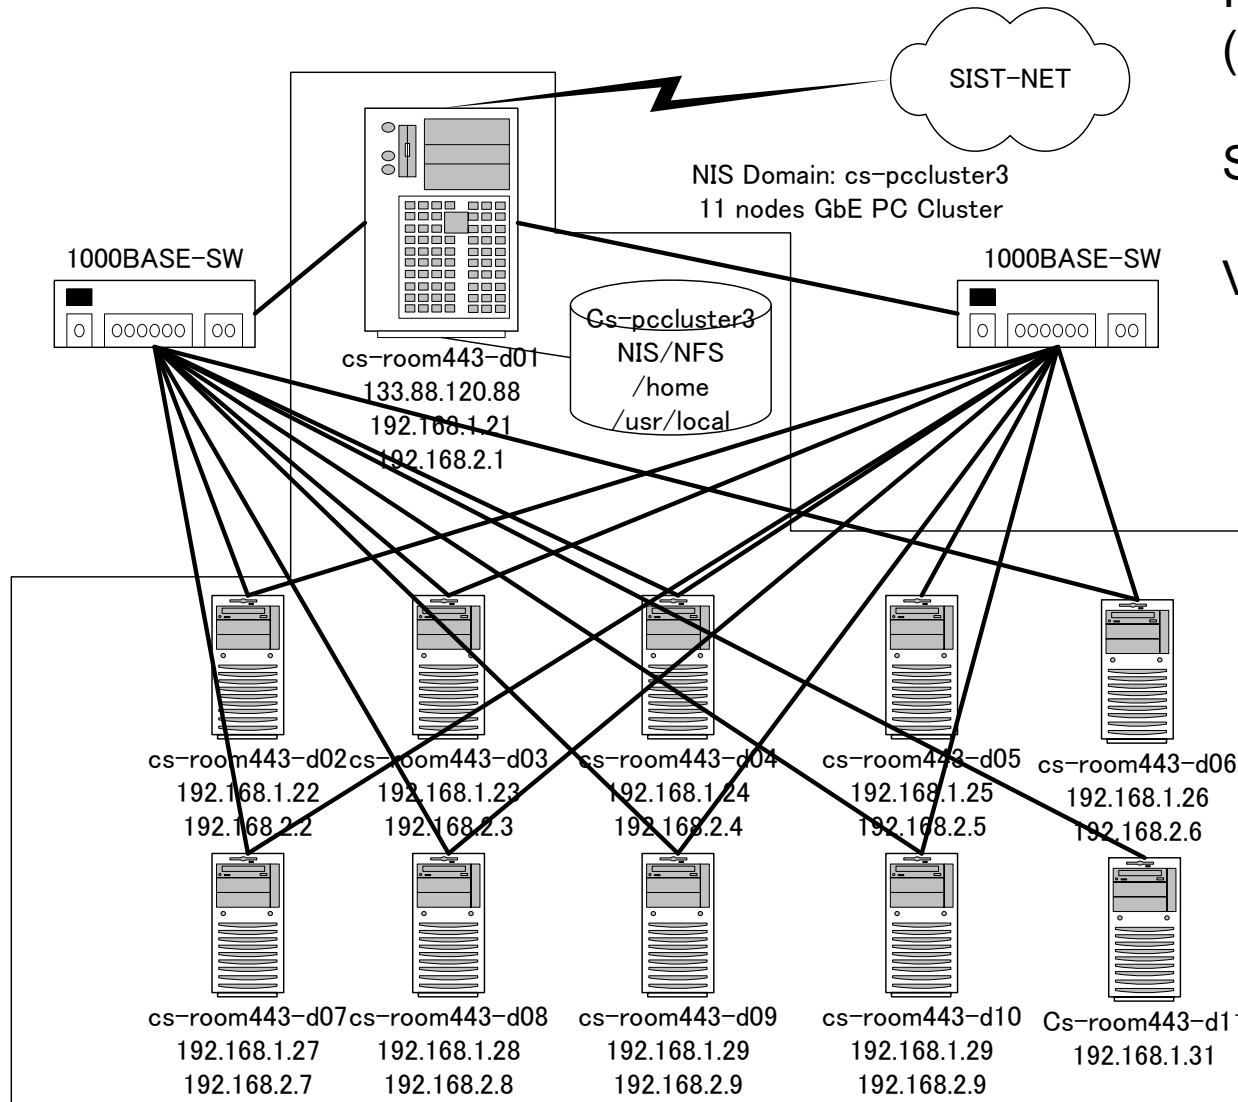 SIST-NET
NIS Domain: cs-pccluster3
11 nodes GbE PC Cluster
1000BASE-SW
1000BASE-SW
Cs-pccluster3
NIS/NFS
/home
/usr/local
cs-room443-d01
133.88.120.88
192.168.1.21
192.168.2.1
cs-room443-d02
192.168.1.22
192.168.2.2
cs-room443-d03
192.168.1.23
192.168.2.3
cs-room443-d04
192.168.1.24
192.168.2.4
cs-room443-d05
192.168.1.25
192.168.2.5
cs-room443-d06
192.168.1.26
192.168.2.6
cs-room443-d07
192.168.1.27
192.168.2.7
cs-room443-d08
192.168.1.28
192.168.2.8
cs-room443-d09
192.168.1.29
192.168.2.9
cs-room443-d10
192.168.1.29
192.168.2.9
Cs-room443-d11
192.168.1.31